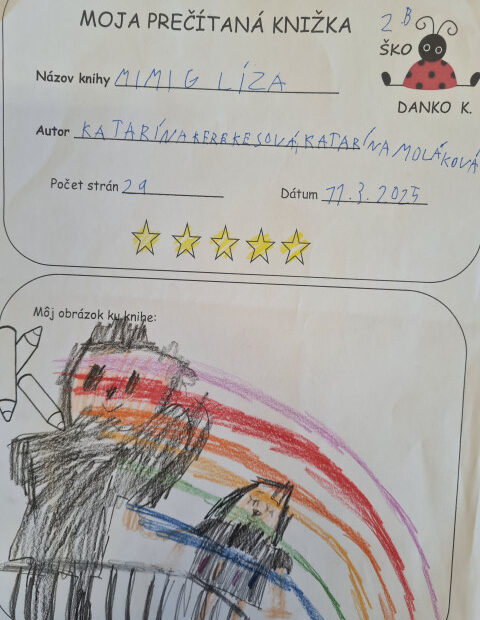 MOJA PREČÍTANÁ KNIŽKA
2 B
ŠKO
DANKO K.
Názov knihy MIMI G LÍZA
Autor KATARÍNA KEREKESOVÁ, KATARÍNA MOLÁKOVÁ
Počet strán 29 Dátum 11.3.2025
Môj obrázok ku knihe: